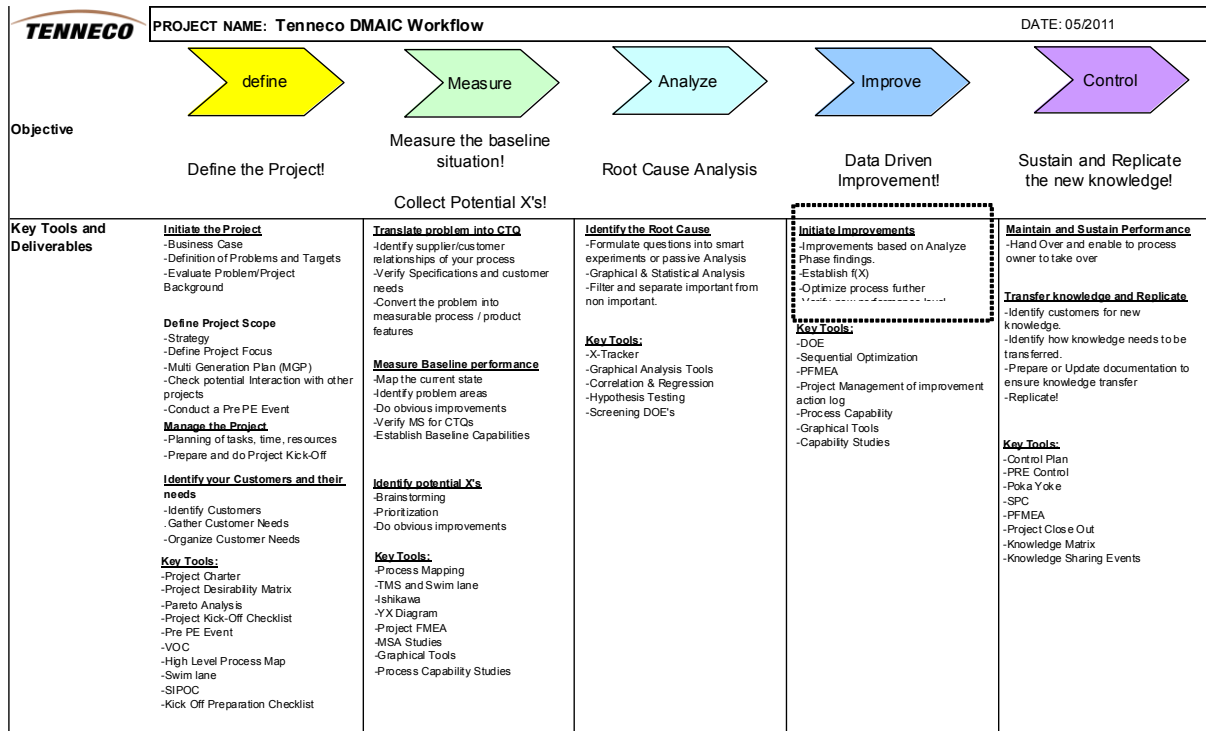 TENNECO
PROJECT NAME: Tenneco DMAIC Workflow
DATE: 05/2011
define
Measure
Analyze
Improve
Control
Objective
Define the Project!
Measure the baseline
situation!
Collect Potential X's!
Root Cause Analysis
Data Driven
Improvement!
Sustain and Replicate
the new knowledge!
Key Tools and
Deliverables
Initiate the Project
-Business Case
-Definition of Problems and Targets
-Evaluate Problem/Project
Background
Define Project Scope
-Strategy
-Define Project Focus
-Multi Generation Plan (MGP)
-Check potential Interaction with other
projects
-Conduct a Pre PE Event
Manage the Project
-Planning of tasks, time, resources
-Prepare and do Project Kick-Off
Identify your Customers and their
needs
-Identify Customers
.Gather Customer Needs
-Organize Customer Needs
Key Tools:
-Project Charter
-Project Desirability Matrix
-Pareto Analysis
-Project Kick-Off Checklist
-Pre PE Event
-VOC
-High Level Process Map
-Swim lane
-SIPOC
-Kick Off Preparation Checklist
Translate problem into CTQ
-Identify supplier/customer
relationships of your process
-Verify Specifications and customer
needs
-Convert the problem into
measurable process / product
features
Measure Baseline performance
-Map the current state
-Identify problem areas
-Do obvious improvements
-Verify MS for CTQs
-Establish Baseline Capabilities
Identify potential X's
-Brainstorming
-Prioritization
-Do obvious improvements
Key Tools:
-Process Mapping
-TMS and Swim lane
-Ishikawa
-YX Diagram
-Project FMEA
-MSA Studies
-Graphical Tools
-Process Capability Studies
Identify the Root Cause
-Formulate questions into smart
experiments or passive Analysis
-Graphical & Statistical Analysis
-Filter and separate important from
non important.
Key Tools:
-X-Tracker
-Graphical Analysis Tools
-Correlation & Regression
-Hypothesis Testing
-Screening DOE's
Initiate Improvements
-Improvements based on Analyze
Phase findings.
-Establish f(X)
-Optimize process further
-Verify new performance level
Key Tools:
-DOE
-Sequential Optimization
-PFMEA
-Project Management of improvement
action log
-Process Capability
-Graphical Tools
-Capability Studies
Maintain and Sustain Performance
-Hand Over and enable to process
owner to take over
Transfer knowledge and Replicate
-Identify customers for new
knowledge.
-Identify how knowledge needs to be
transferred.
-Prepare or Update documentation to
ensure knowledge transfer
-Replicate!
Key Tools:
-Control Plan
-PRE Control
-Poka Yoke
-SPC
-PFMEA
-Project Close Out
-Knowledge Matrix
-Knowledge Sharing Events